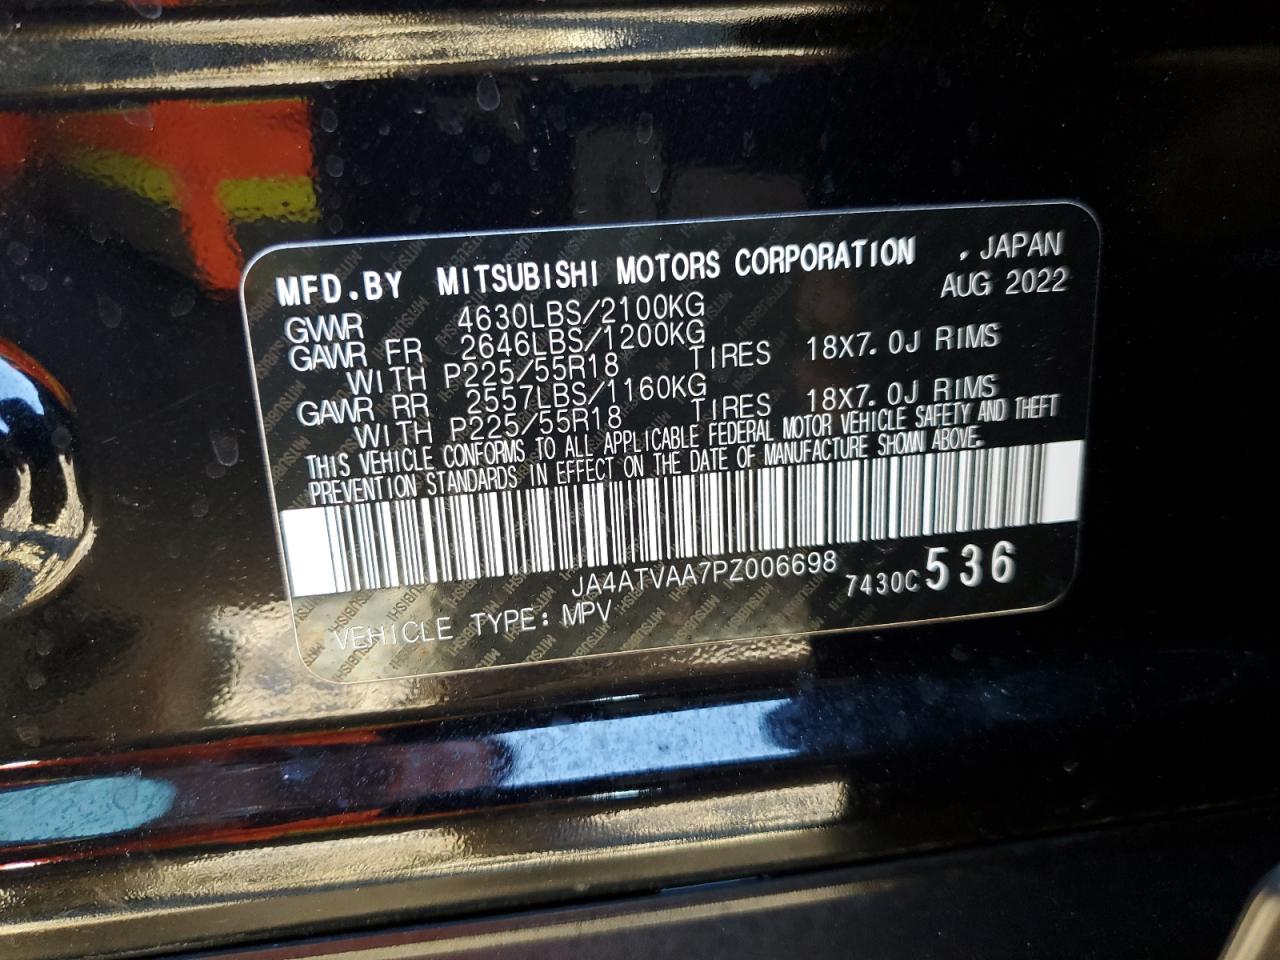 MFD.BY MITSUBISHI MOTORS CORPORATION , JAPAN
AUG 2022
GVWR 4630LBS/2100KG
GAWR FR 2646LBS/1200KG
WITH P225/55R18 TIRES 18X7.0J RIMS
GAWR RR 2557LBS/1160KG
WITH P225/55R18 TIRES 18X7.0J RIMS
THIS VEHICLE CONFORMS TO ALL APPLICABLE FEDERAL MOTOR VEHICLE SAFETY AND THEFT
PREVENTION STANDARDS IN EFFECT ON THE DATE OF MANUFACTURE SHOWN ABOVE.
JA4ATVAA7PZ006698
7430C 536
VEHICLE TYPE: MPV